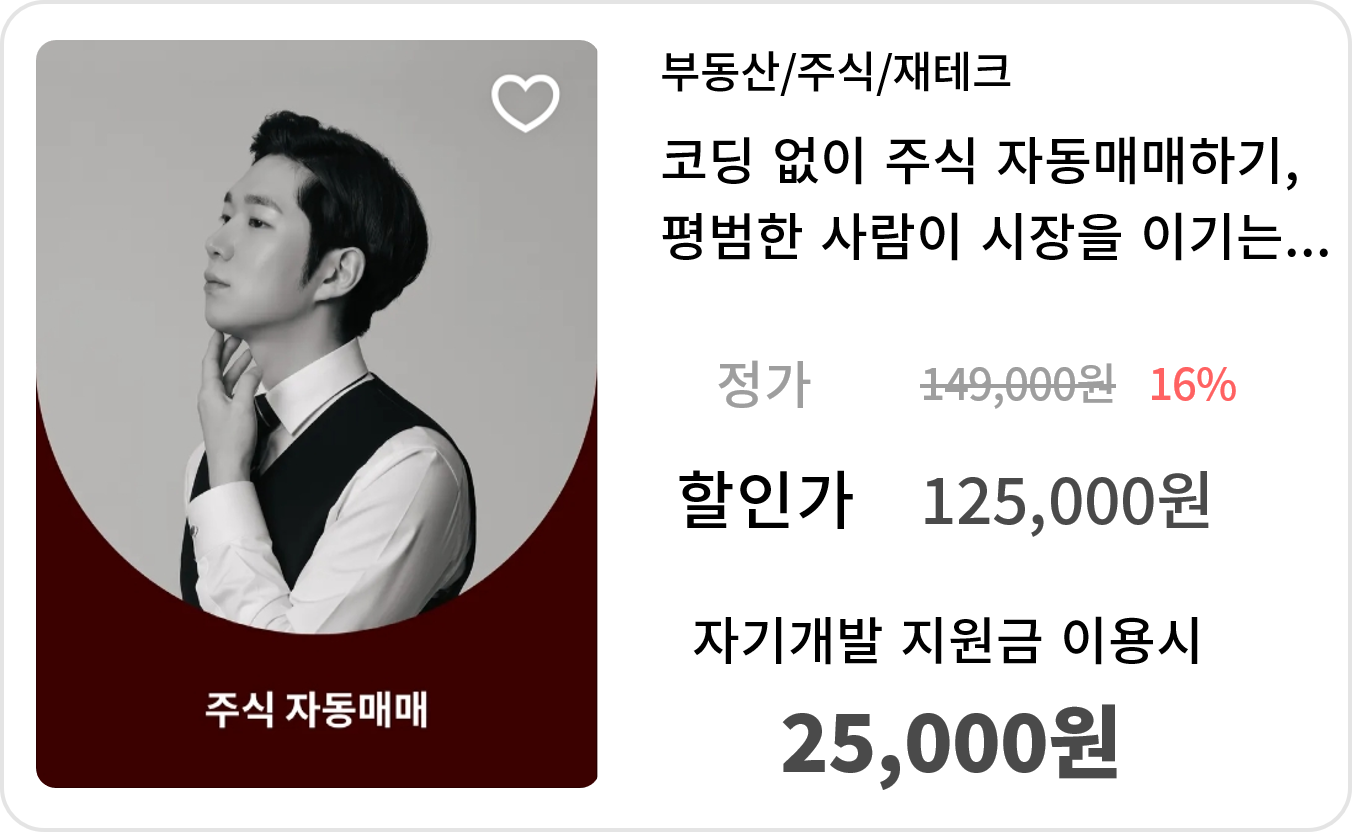 부동산/주식/재테크
코딩 없이 주식 자동매매하기,
평범한 사람이 시장을 이기는...
정가 149,000원 16%
할인가 125,000원
자기개발 지원금 이용시
25,000원
주식 자동매매